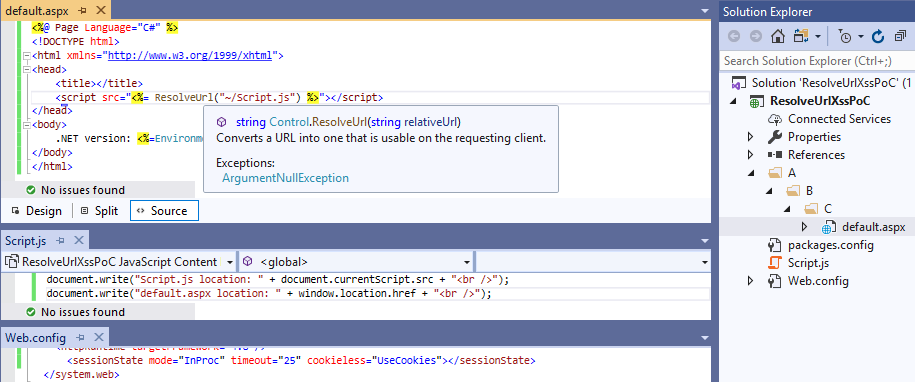 default.aspx
<%@ Page Language="C#" %>
<!DOCTYPE html>
<html xmlns="http://www.w3.org/1999/xhtml">
<head>
<title></title>
<script src="<%= ResolveUrl("~/Script.js") %>"></script>
</head>
<body>
.NET version: <%=Environm
</body>
</html>
string Control.ResolveUrl(string relativeUrl)
Converts a URL into one that is usable on the requesting client.
Exceptions:
ArgumentNullException
No issues found
Design Split Source
Script.js
ResolveUrlXssPoC JavaScript Content <global>
document.write("Script.js location: " + document.currentScript.src + "<br />");
document.write("default.aspx location: " + window.location.href + "<br />");
No issues found
Web.config
<sessionState mode="InProc" timeout="25" cookieless="UseCookies"></sessionState>
</system.web>
Solution Explorer
Search Solution Explorer (Ctrl+;)
Solution 'ResolveUrlXssPoC' (1
ResolveUrlXssPoC
Connected Services
Properties
References
A
B
C
default.aspx
packages.config
Script.js
Web.config